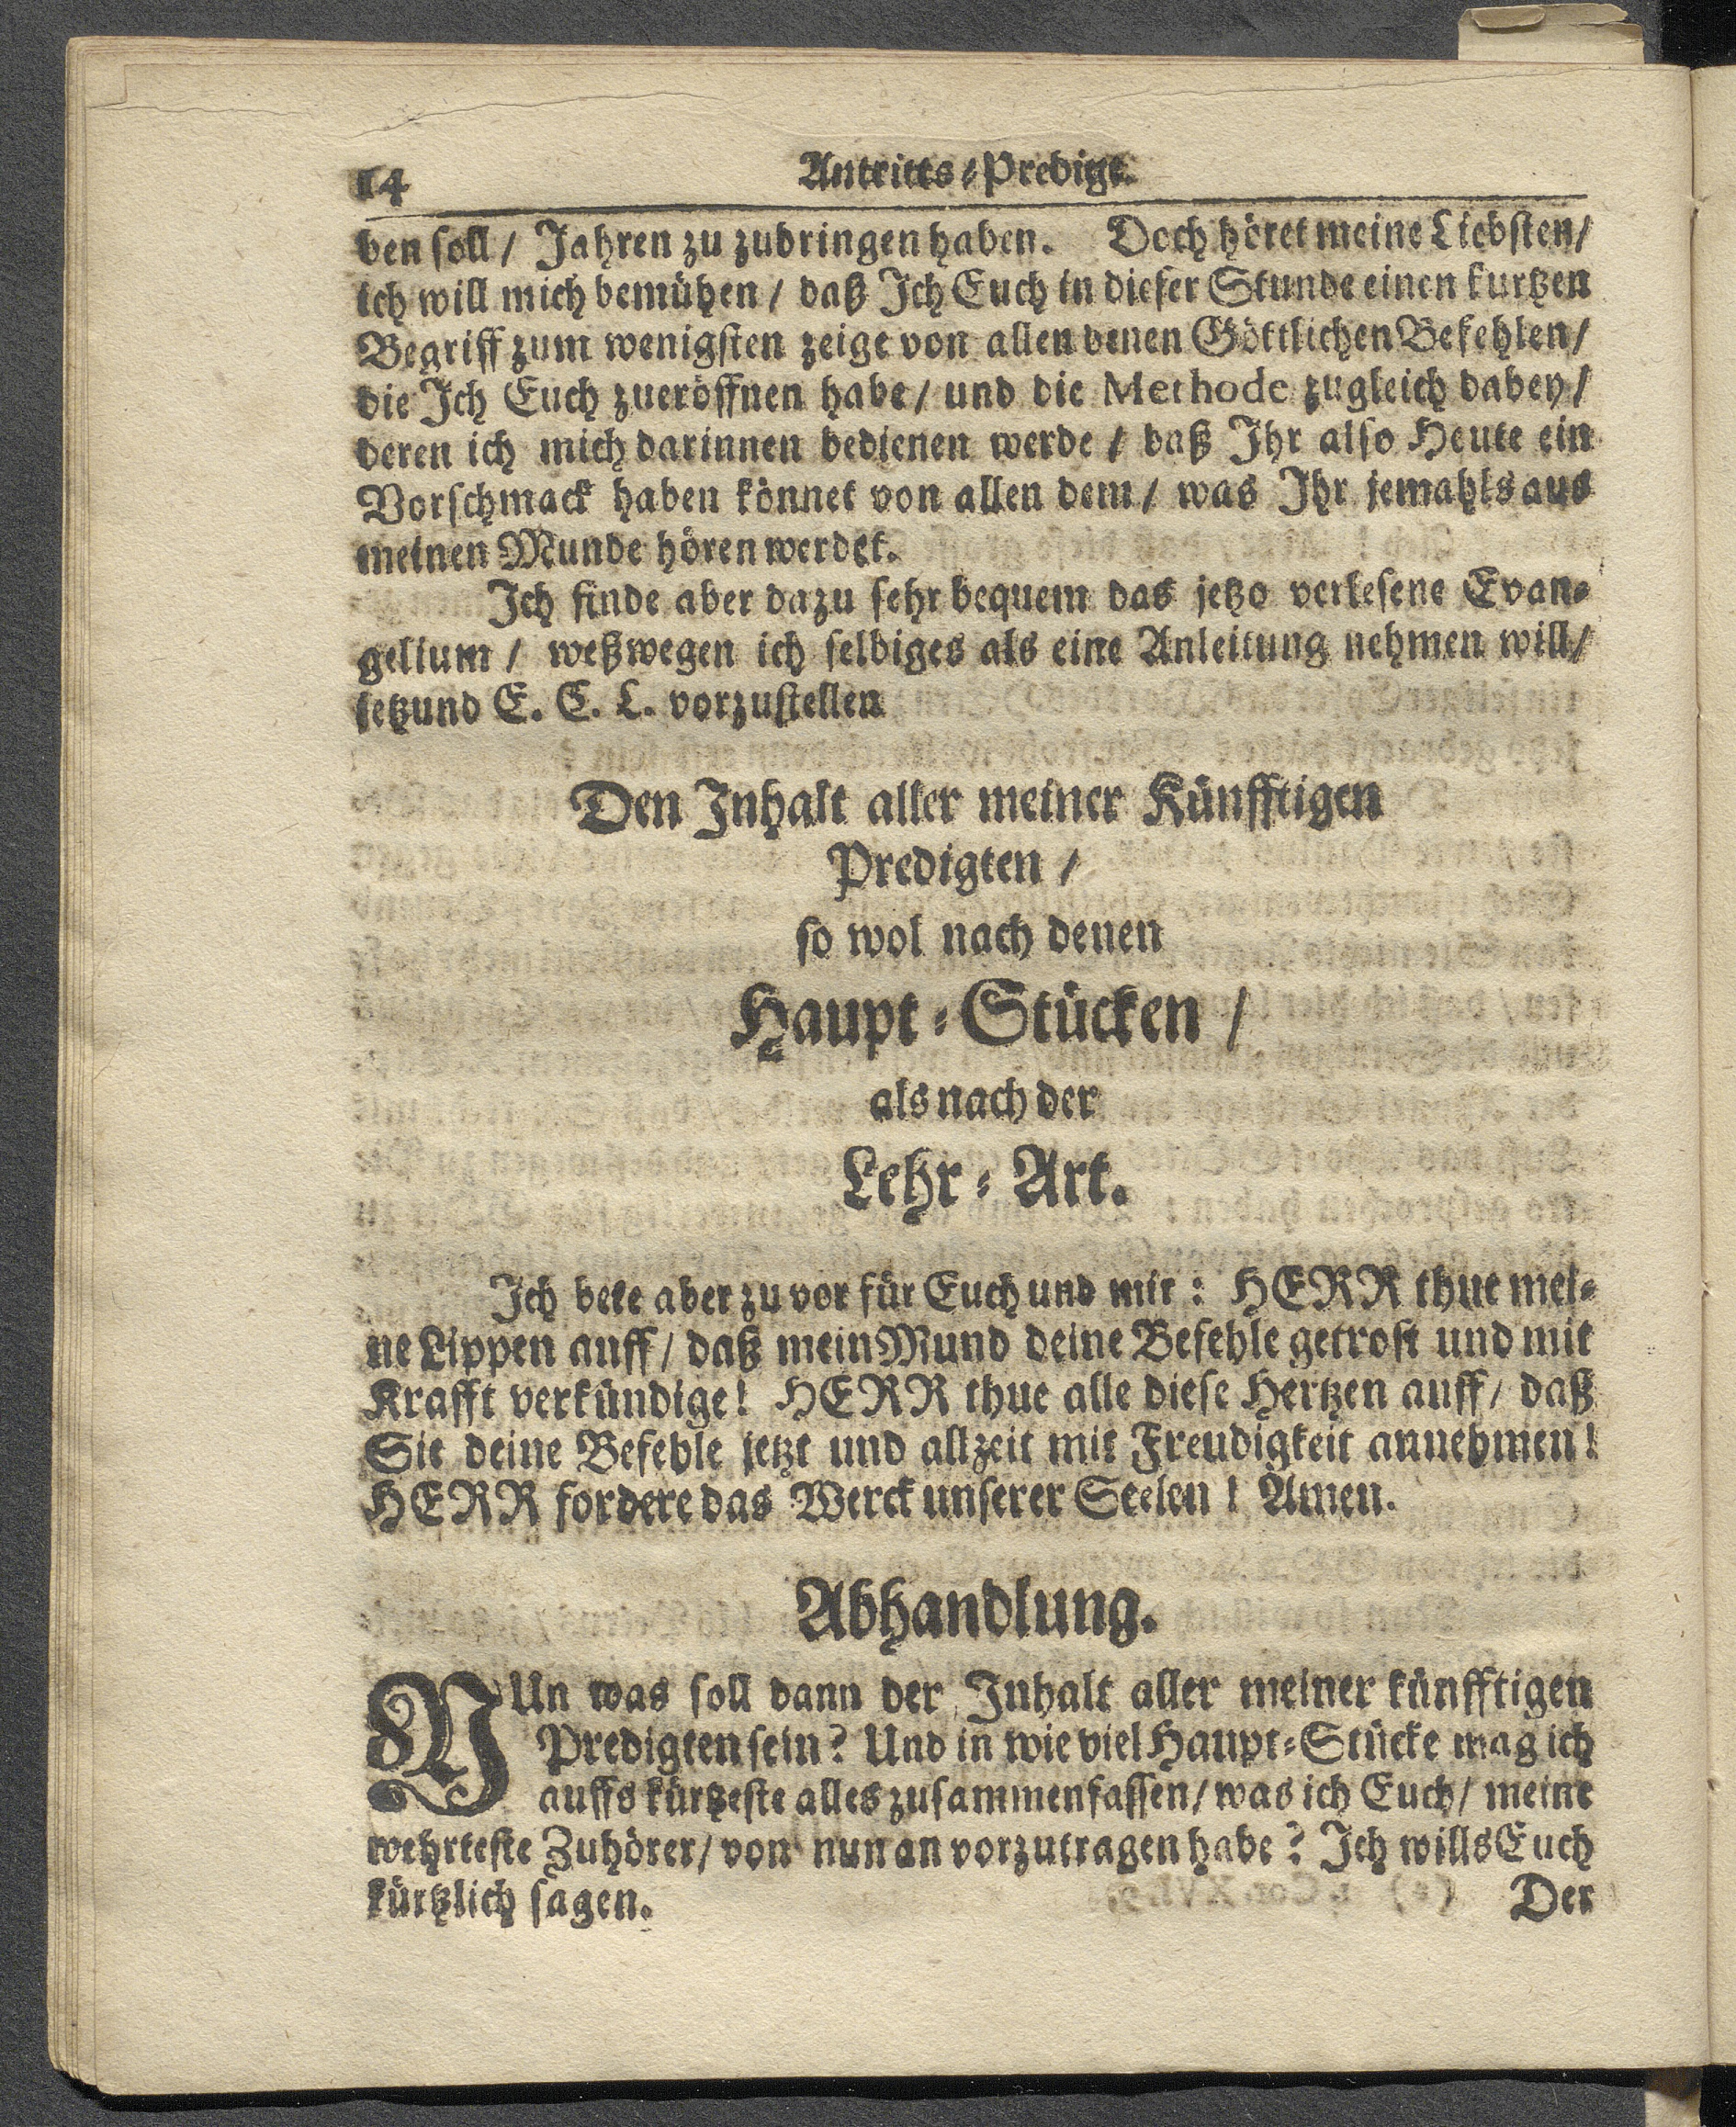 14 Antritts-Predigt.
ben soll/ Jahren zu zubringen haben. Doch höret meine Liebsten/
ich will mich bemühen/ daß Ich Euch in dieser Stunde einen kurtzen
Begriff zum wenigsten zeige von allen denen Göttlichen Befehlen/
die Ich Euch zueröffnen habe/ und die Methode zugleich dabey/
deren ich mich darinnen bedienen werde/ daß Ihr also Heute ein
Vorschmack haben könnet von allen dem/ was Ihr jemahls aus
meinen Munde hören werdet.
Ich finde aber dazu sehr bequem das jetzo verlesene Evan-
gelium/ weßwegen ich selbiges als eine Anleitung nehmen will/
jetzund E. C. L. vorzustellen
Den Inhalt aller meiner Künfftigen
Predigten/
so wol nach denen
Haupt-Stücken/
als nach der
Lehr-Art.
Ich bete aber zu vor für Euch und mir: HERR thue mei-
ne Lippen auff/ daß mein Mund deine Befehle getrost und mit
Krafft verkündige! HERR thue alle diese Hertzen auff/ daß
Sie deine Befehle jetzt und allzeit mit Freudigkeit annehmen!
HERR fordere das Werck unserer Seelen! Amen.
Abhandlung.
NUn was soll dann der Inhalt aller meiner künfftigen
Predigten sein? Und in wie viel Haupt-Stücke mag ich
auffs kürtzeste alles zusammenfassen/ was ich Euch/ meine
wehrteste Zuhörer/ von nun an vorzutragen habe? Ich wills Euch
kürtzlich sagen. Der